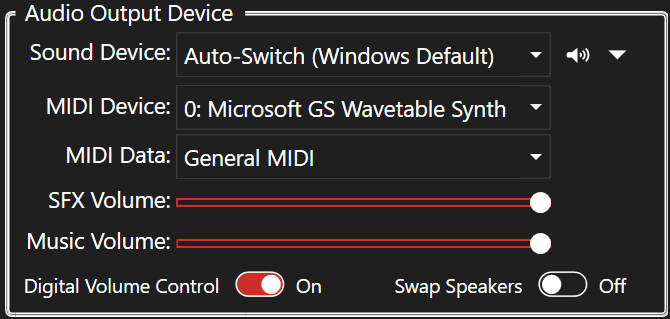 Audio Output Device
Sound Device: Auto-Switch (Windows Default)
MIDI Device: 0: Microsoft GS Wavetable Synth
MIDI Data: General MIDI
SFX Volume:
Music Volume:
Digital Volume Control On Swap Speakers Off